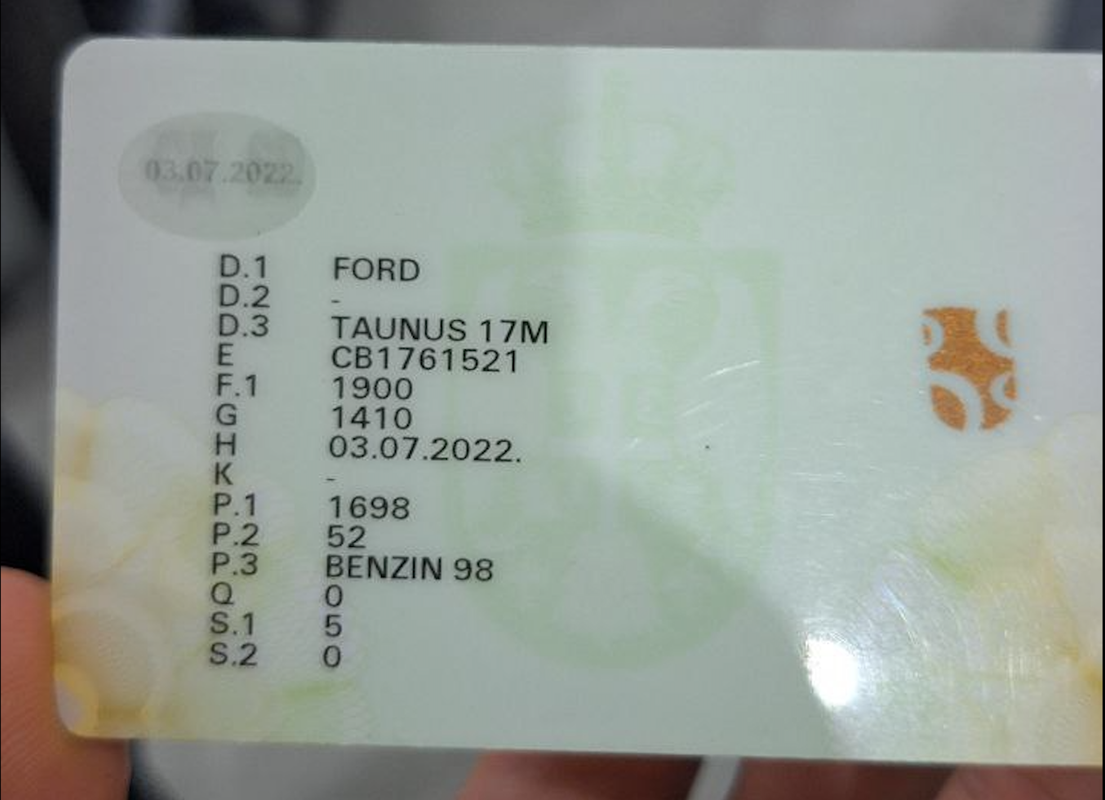 03.07.2022.
D.1 FORD
D.2 -
D.3 TAUNUS 17M
E CB1761521
F.1 1900
G 1410
H 03.07.2022.
K -
P.1 1698
P.2 52
P.3 BENZIN 98
Q 0
S.1 5
S.2 0